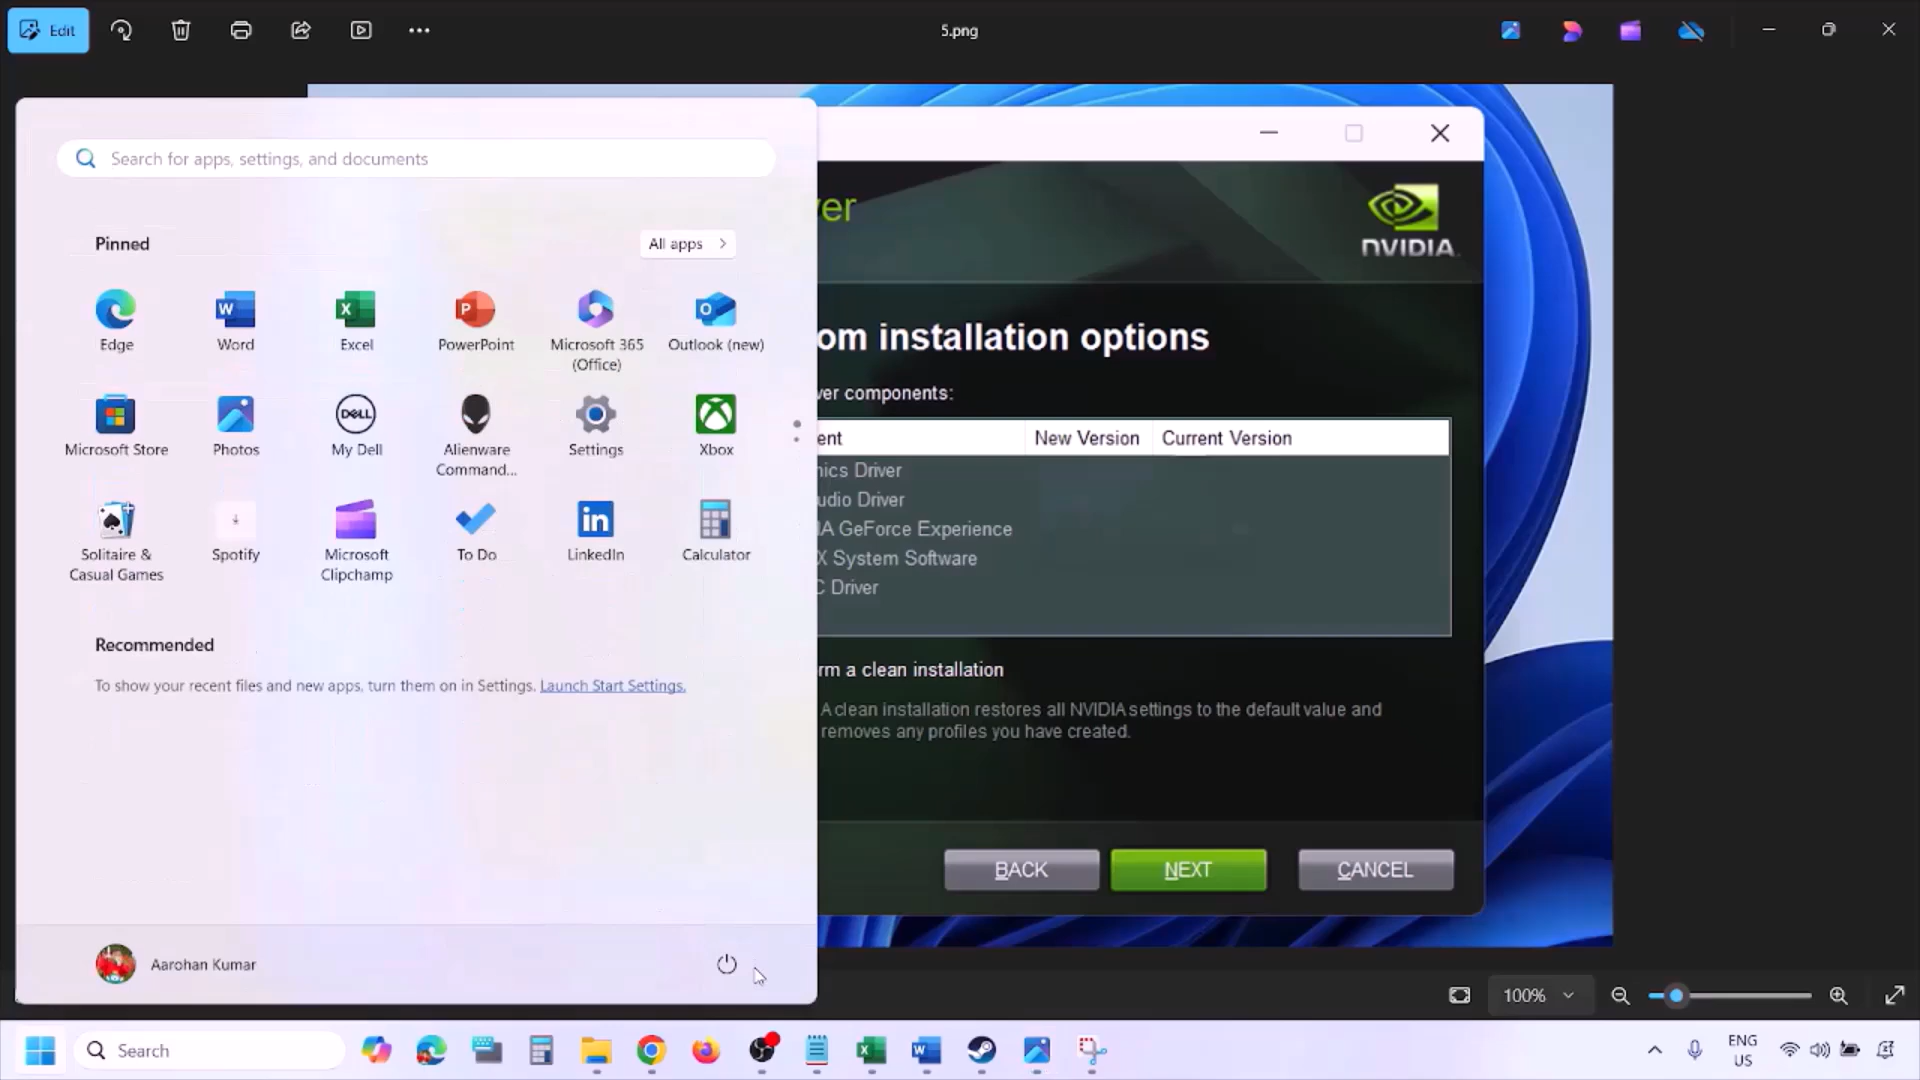 Edit
5.png
Search for apps, settings, and documents
Pinned
All apps
Edge
Word
Excel
PowerPoint
Microsoft 365
(Office)
Outlook (new)
Microsoft Store
Photos
DELL
My Dell
Alienware
Command...
Settings
Xbox
Solitaire &
Casual Games
Spotify
Microsoft
Clipchamp
To Do
LinkedIn
Calculator
Recommended
To show your recent files and new apps, turn them on in Settings. Launch Start Settings.
Aarohan Kumar
ver
NVIDIA
om installation options
ver components:
ent
New Version
Current Version
nics Driver
udio Driver
IA GeForce Experience
X System Software
C Driver
rm a clean installation
A clean installation restores all NVIDIA settings to the default value and
removes any profiles you have created.
BACK
NEXT
CANCEL
100%
Search
ENG
US